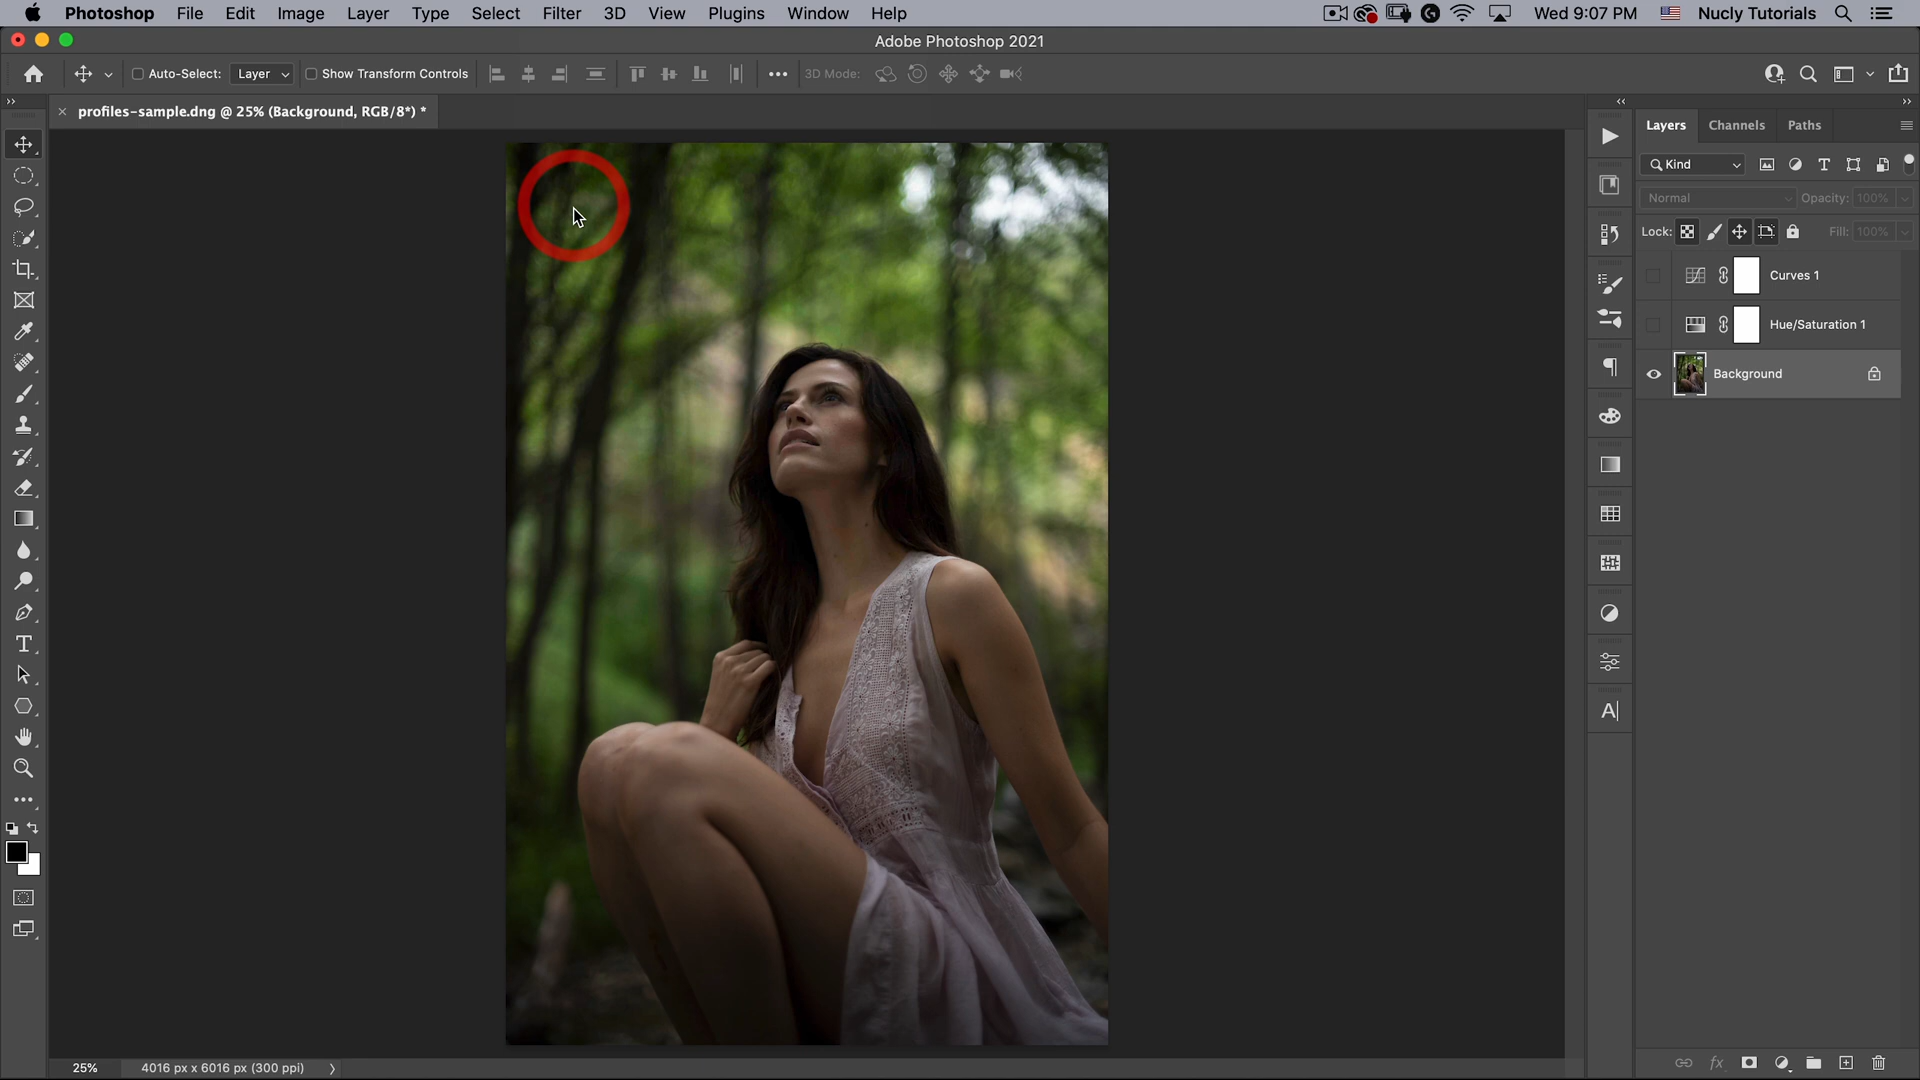 Photoshop File Edit Image Layer Type Select Filter 3D View Plugins Window Help Wed 9:07 PM Nucly Tutorials
Adobe Photoshop 2021
Auto-Select: Layer Show Transform Controls 3D Mode:
profiles-sample.dng @ 25% (Background, RGB/8*) *
Layers Channels Paths
Kind
Normal Opacity: 100%
Lock: Fill: 100%
Curves 1
Hue/Saturation 1
Background
25% 4016 px x 6016 px (300 ppi)